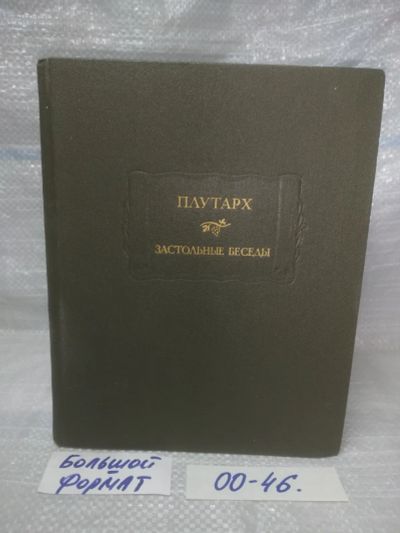 ПЛУТАРХ
ЗАСТОЛЬНЫЕ БЕСЕДЫ
БОЛЬШОЙ
ФОРМАТ
00-46.